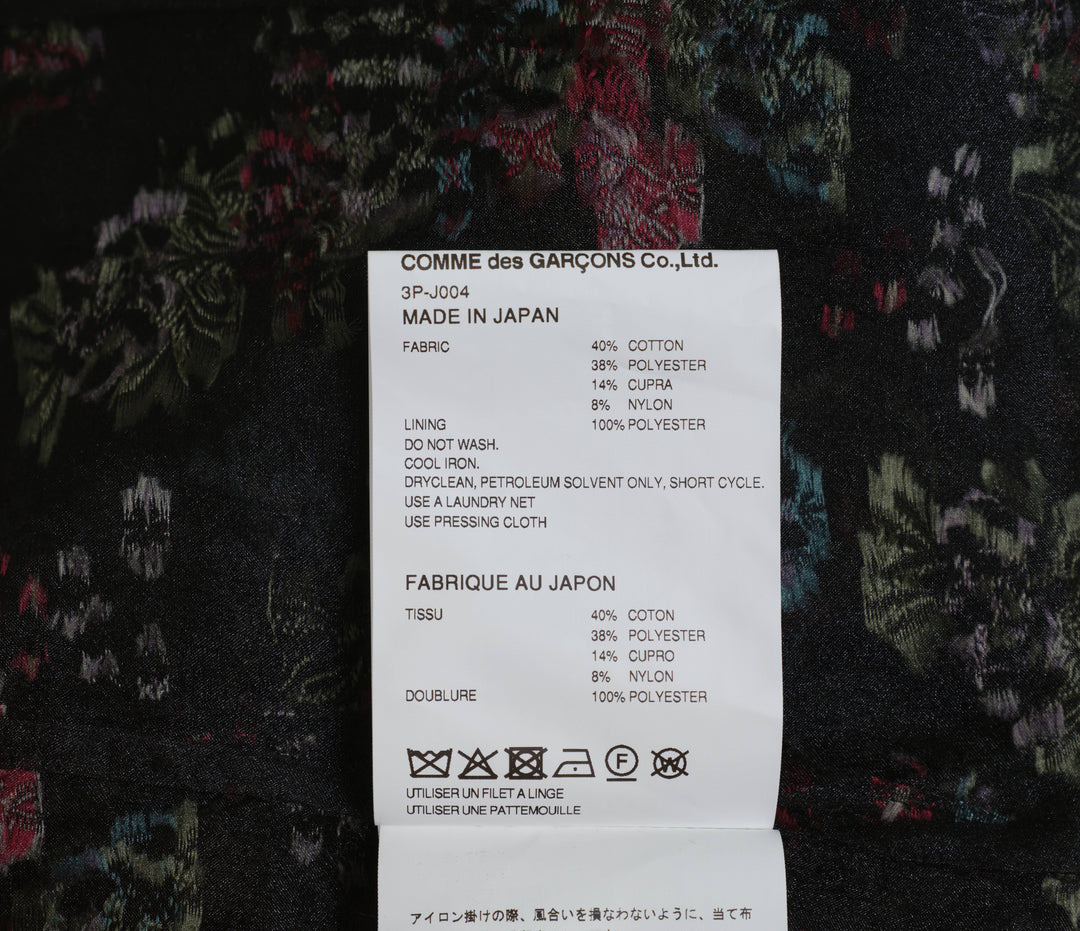 COMME des GARÇONS Co.,Ltd.
3P-J004
MADE IN JAPAN
FABRIC 40% COTTON
38% POLYESTER
14% CUPRA
8% NYLON
LINING 100% POLYESTER
DO NOT WASH.
COOL IRON.
DRYCLEAN, PETROLEUM SOLVENT ONLY, SHORT CYCLE.
USE A LAUNDRY NET
USE PRESSING CLOTH
FABRIQUE AU JAPON
TISSU 40% COTON
38% POLYESTER
14% CUPRO
8% NYLON
DOUBLURE 100% POLYESTER
F W
UTILISER UN FILET A LINGE
UTILISER UNE PATTEMOUILLE
アイロン掛けの際、風合いを損なわないように、当て布